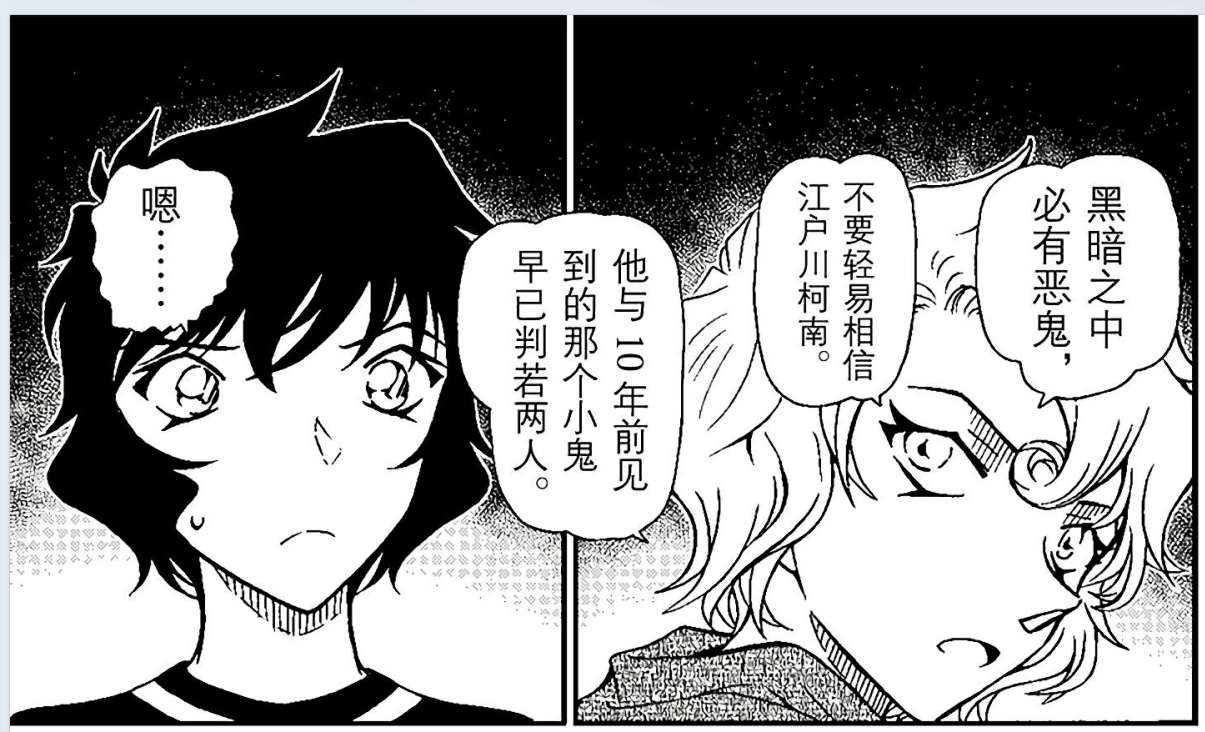 黑暗之中
必有恶鬼，
不要轻易相信
江户川柯南。
他与10年前见
到的那个小鬼
早已判若两人。
嗯……